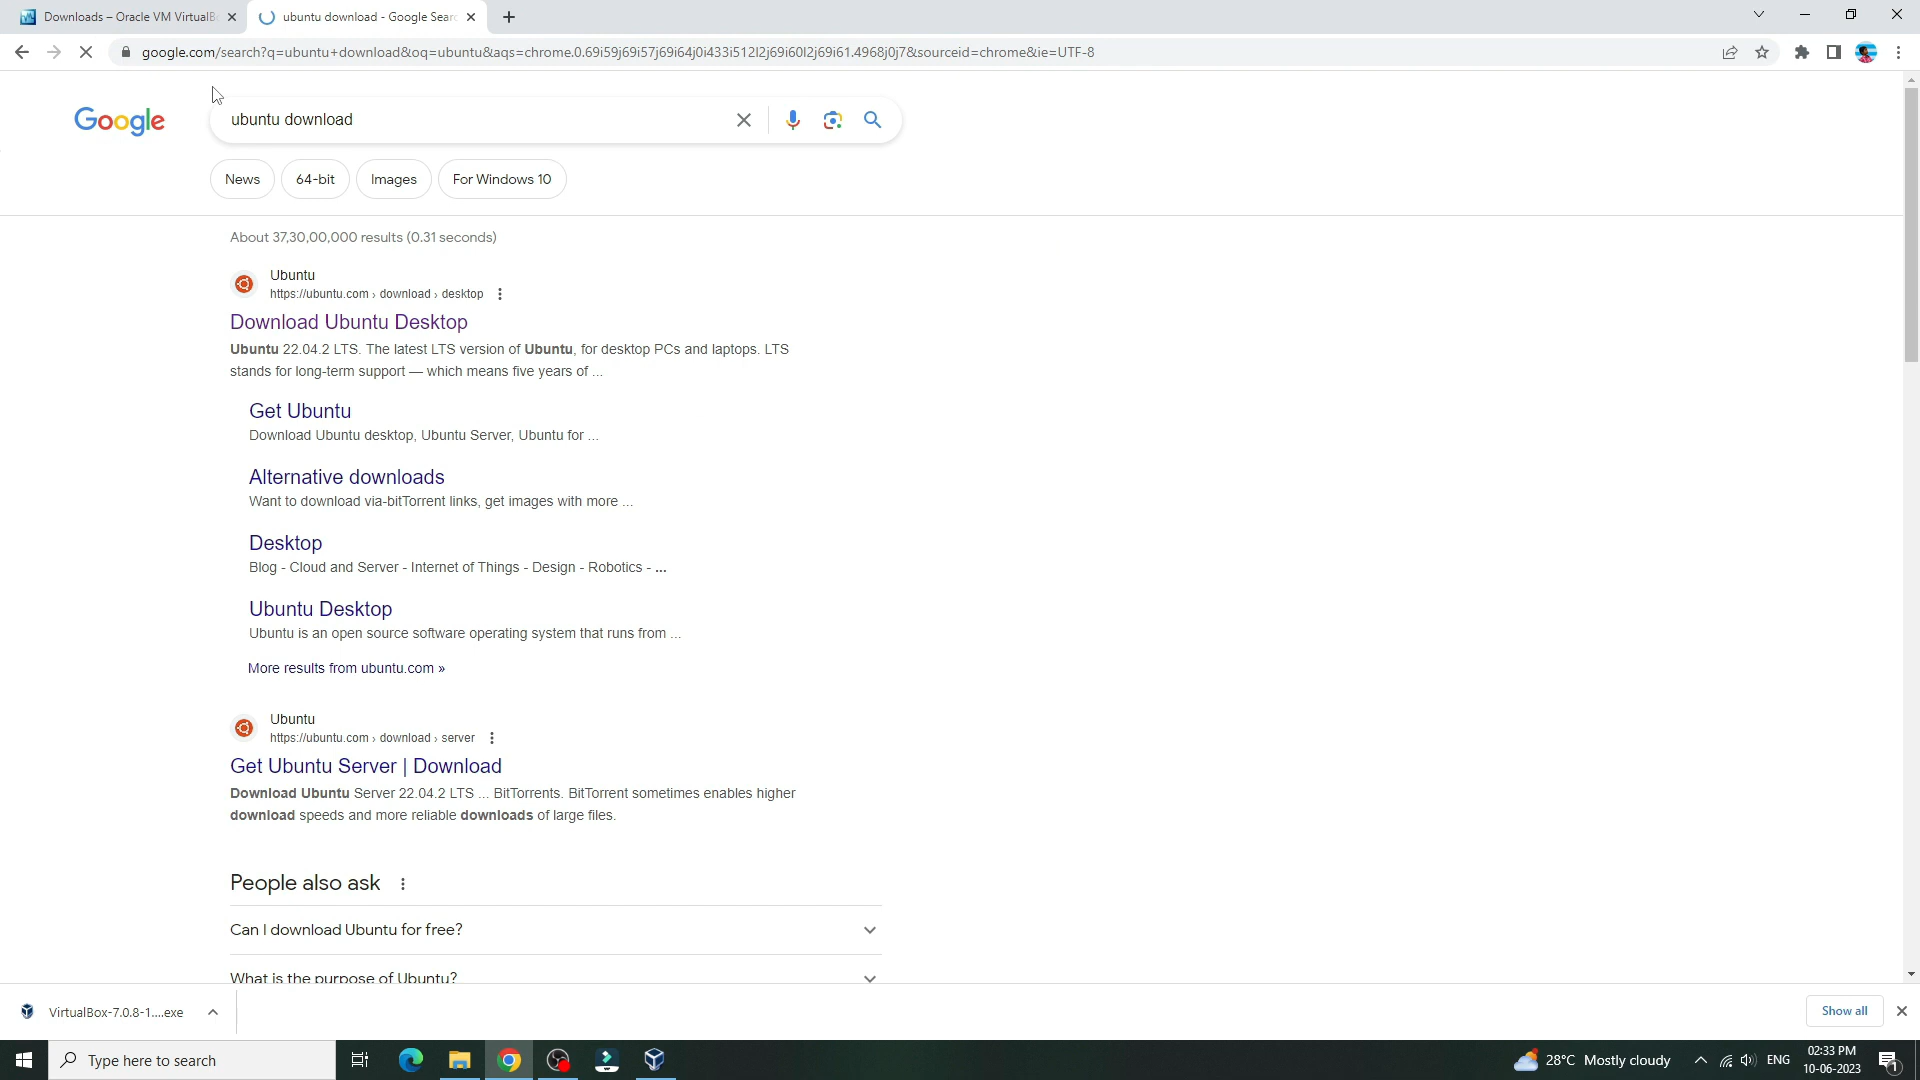 Downloads – Oracle VM VirtualB
ubuntu download - Google Sear
google.com/search?q=ubuntu+download&oq=ubuntu&aqs=chrome.0.69i59j69i57j69i64j0i433i512l2j69i60l2j69i61.4968j0j7&sourceid=chrome&ie=UTF-8
Google
ubuntu download
News
64-bit
Images
For Windows 10
About 37,30,00,000 results (0.31 seconds)
Ubuntu
https://ubuntu.com › download › desktop
Download Ubuntu Desktop
Ubuntu 22.04.2 LTS. The latest LTS version of Ubuntu, for desktop PCs and laptops. LTS
stands for long-term support — which means five years of ...
Get Ubuntu
Download Ubuntu desktop, Ubuntu Server, Ubuntu for ...
Alternative downloads
Want to download via-bitTorrent links, get images with more ...
Desktop
Blog - Cloud and Server - Internet of Things - Design - Robotics - ...
Ubuntu Desktop
Ubuntu is an open source software operating system that runs from ...
More results from ubuntu.com »
Ubuntu
https://ubuntu.com › download › server
Get Ubuntu Server | Download
Download Ubuntu Server 22.04.2 LTS ... BitTorrents. BitTorrent sometimes enables higher
download speeds and more reliable downloads of large files.
People also ask
Can I download Ubuntu for free?
What is the purpose of Ubuntu?
VirtualBox-7.0.8-1....exe
Show all
Type here to search
28°C Mostly cloudy
ENG
02:33 PM
10-06-2023
1